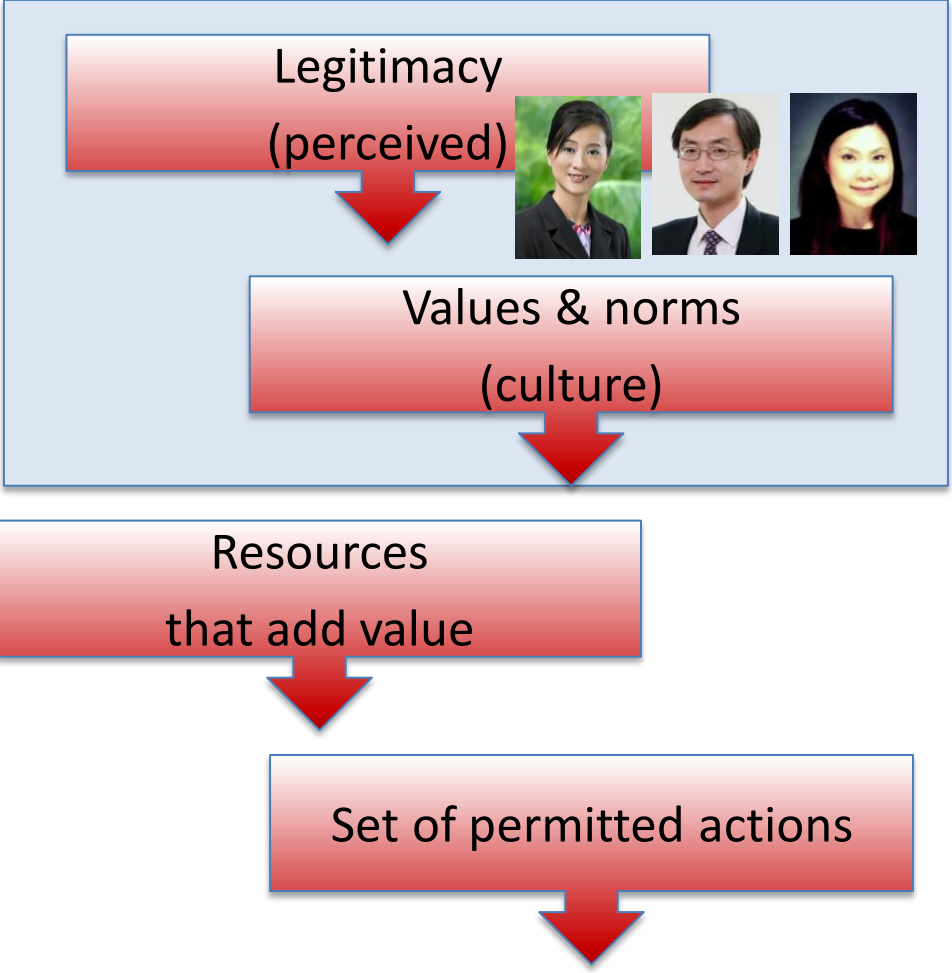 Legitimacy
(perceived)
Values & norms
(culture)
Resources
that add value
Set of permitted actions